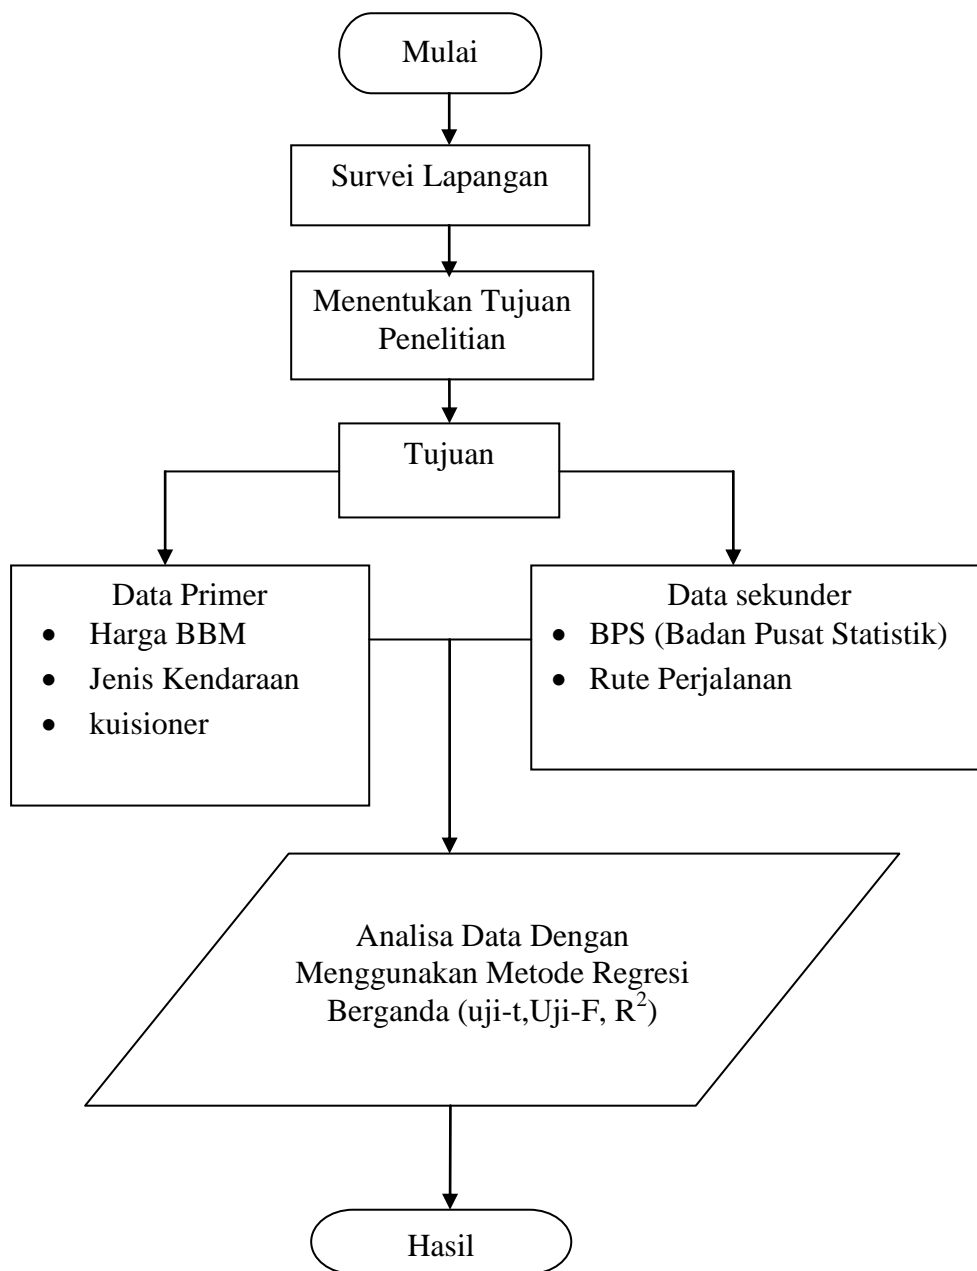 Mulai
Survei Lapangan
Menentukan Tujuan
Penelitian
Tujuan
Data Primer
• Harga BBM
• Jenis Kendaraan
• kuisioner
Data sekunder
• BPS (Badan Pusat Statistik)
• Rute Perjalanan
Analisa Data Dengan
Menggunakan Metode Regresi
Berganda (uji-t,Uji-F, R²)
Hasil